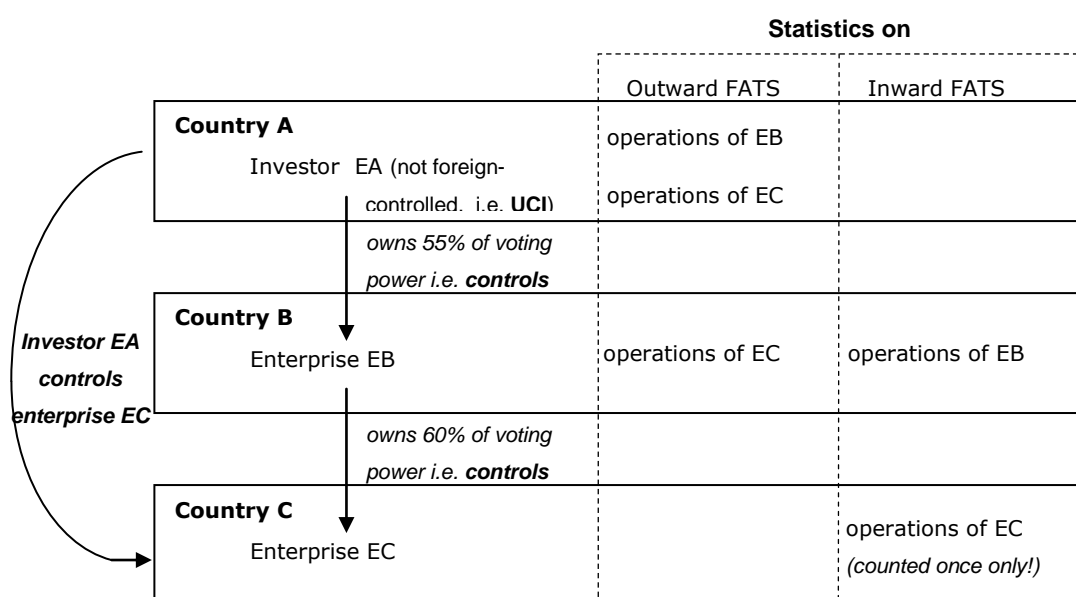 Statistics on
Outward FATS
Inward FATS
Country A
Investor EA (not foreign-
controlled. i.e. UCI)
operations of EB
operations of EC
owns 55% of voting
power i.e. controls
Country B
Enterprise EB
operations of EC
operations of EB
Investor EA
controls
enterprise EC
owns 60% of voting
power i.e. controls
Country C
Enterprise EC
operations of EC
(counted once only!)